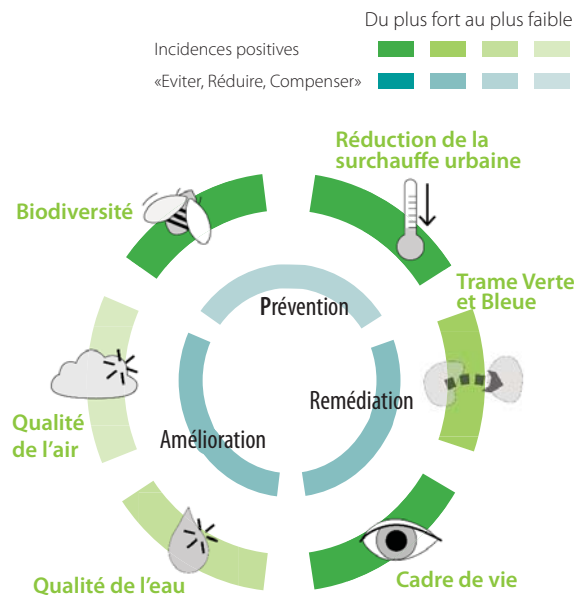 Du plus fort au plus faible
Incidences positives
«Eviter, Réduire, Compenser»
Réduction de la
surchauffe urbaine
Biodiversité
Trame Verte
et Bleue
Prévention
Remédiation
Qualité
de l'air
Amélioration
Qualité de l'eau
Cadre de vie